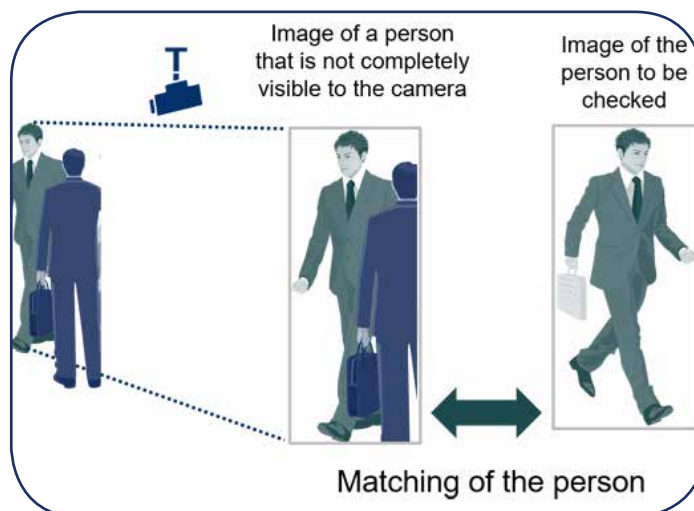 Image of a person
that is not completely
visible to the camera
Image of the
person to be
checked
Matching of the person